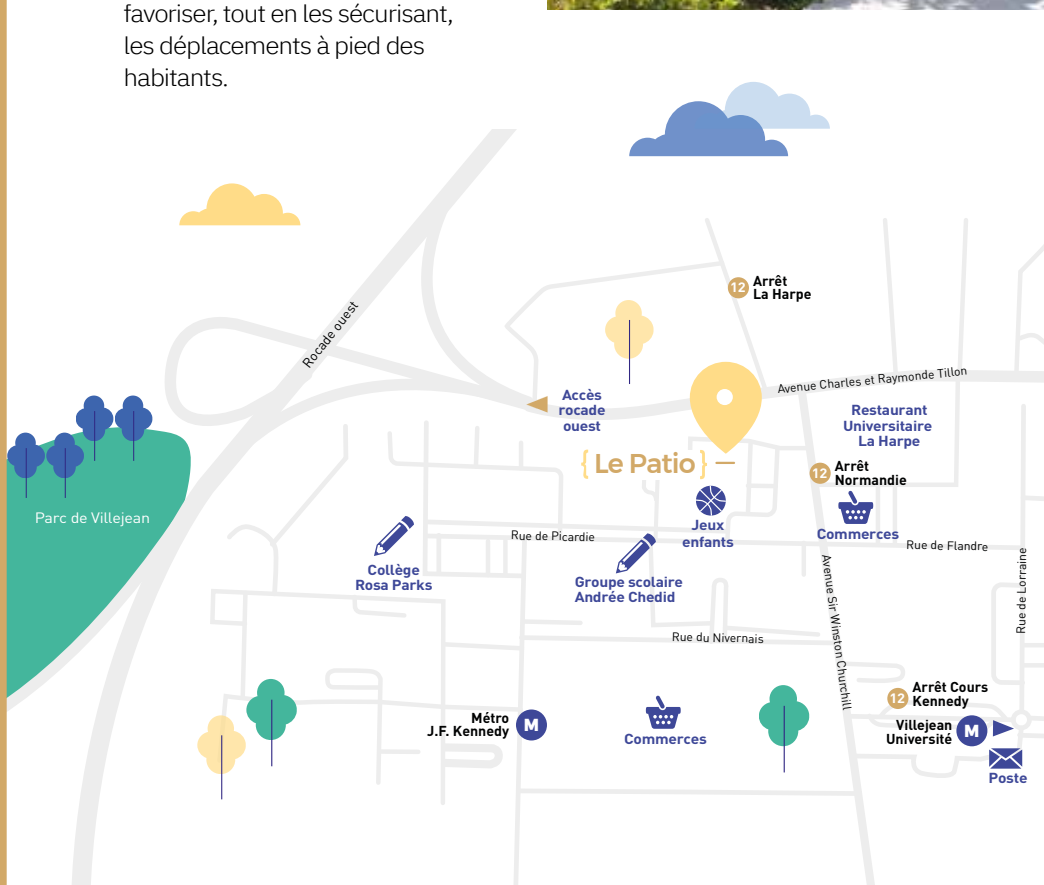 favoriser, tout en les sécurisant,
les déplacements à pied des
habitants.
12 Arrêt
La Harpe
Rocade ouest
Avenue Charles et Raymonde Tillon
Accès
rocade
ouest
Restaurant
Universitaire
La Harpe
{ Le Patio }
12 Arrêt
Normandie
Parc de Villejean
Jeux
enfants
Commerces
Rue de Picardie
Rue de Flandre
Collège
Rosa Parks
Groupe scolaire
Andrée Chedid
Avenue Sir Winston Churchill
Rue de Lorraine
Rue du Nivernais
12 Arrêt Cours
Kennedy
Métro
J.F. Kennedy
M
Commerces
Villejean
Université
M
Poste